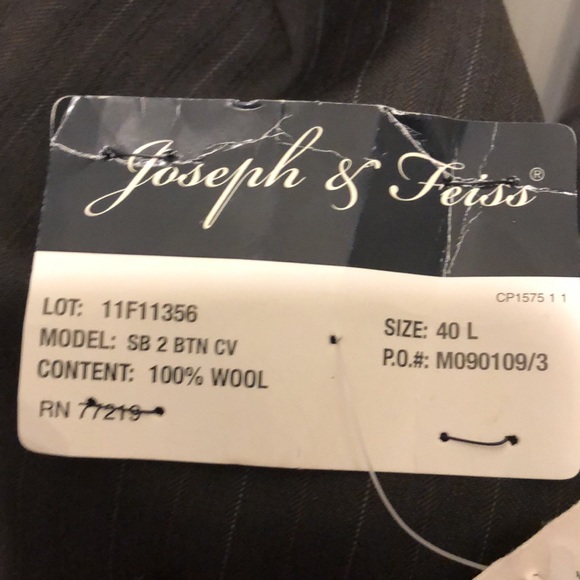 Joseph & Feiss®
CP1575 1 1
LOT: 11F11356
MODEL: SB 2 BTN CV
CONTENT: 100% WOOL
RN 77219
SIZE: 40 L
P.O.#: M090109/3